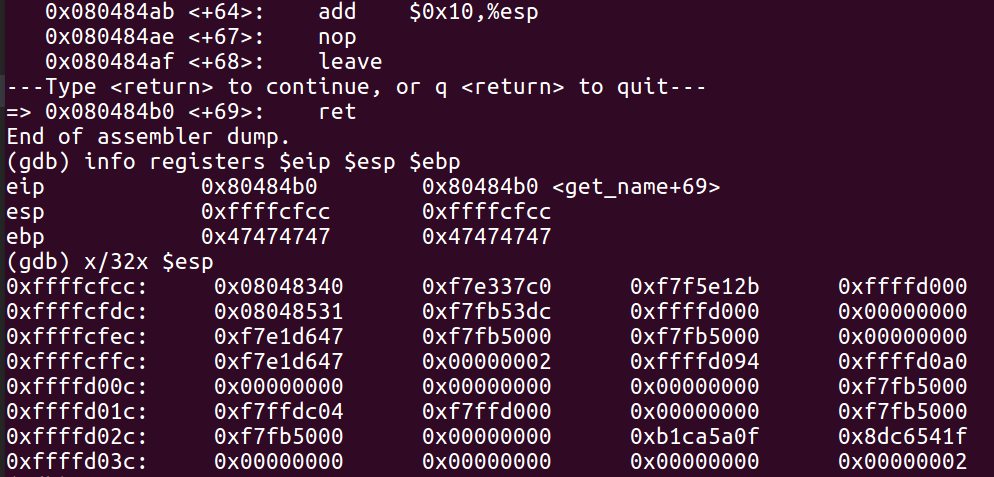 0x080484ab <+64>:    add    $0x10,%esp
0x080484ae <+67>:    nop
0x080484af <+68>:    leave
---Type <return> to continue, or q <return> to quit---
=> 0x080484b0 <+69>:    ret
End of assembler dump.
(gdb) info registers $eip $esp $ebp
eip            0x80484b0        0x80484b0 <get_name+69>
esp            0xffffcfcc       0xffffcfcc
ebp            0x47474747       0x47474747
(gdb) x/32x $esp
0xffffcfcc:     0x08048340      0xf7e337c0      0xf7f5e12b      0xffffd000
0xffffcfdc:     0x08048531      0xf7fb53dc      0xffffd000      0x00000000
0xffffcfec:     0xf7e1d647      0xf7fb5000      0xf7fb5000      0x00000000
0xffffcffc:     0xf7e1d647      0x00000002      0xffffd094      0xffffd0a0
0xffffd00c:     0x00000000      0x00000000      0x00000000      0xf7fb5000
0xffffd01c:     0xf7ffdc04      0xf7ffd000      0x00000000      0xf7fb5000
0xffffd02c:     0xf7fb5000      0x00000000      0xb1ca5a0f      0x8dc6541f
0xffffd03c:     0x00000000      0x00000000      0x00000000      0x00000002